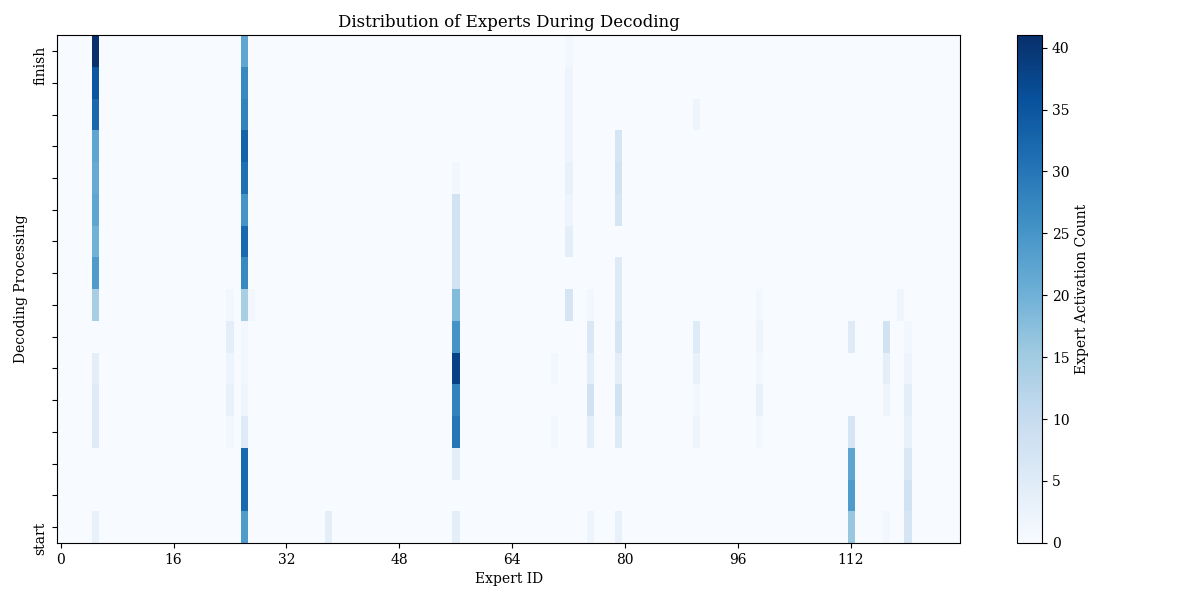 Distribution of Experts During Decoding
finish
Decoding Processing
start
0 16 32 48 64 80 96 112
Expert ID
40
35
30
25
20
15
10
5
0
Expert Activation Count